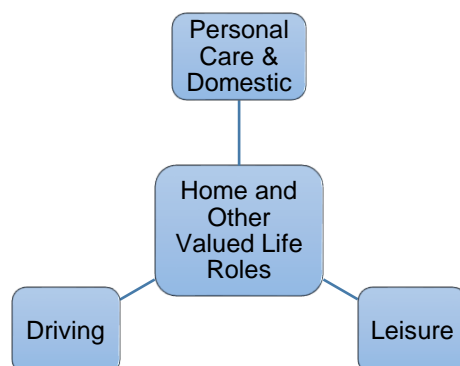 Personal
Care &
Domestic
Home and
Other
Valued Life
Roles
Driving
Leisure